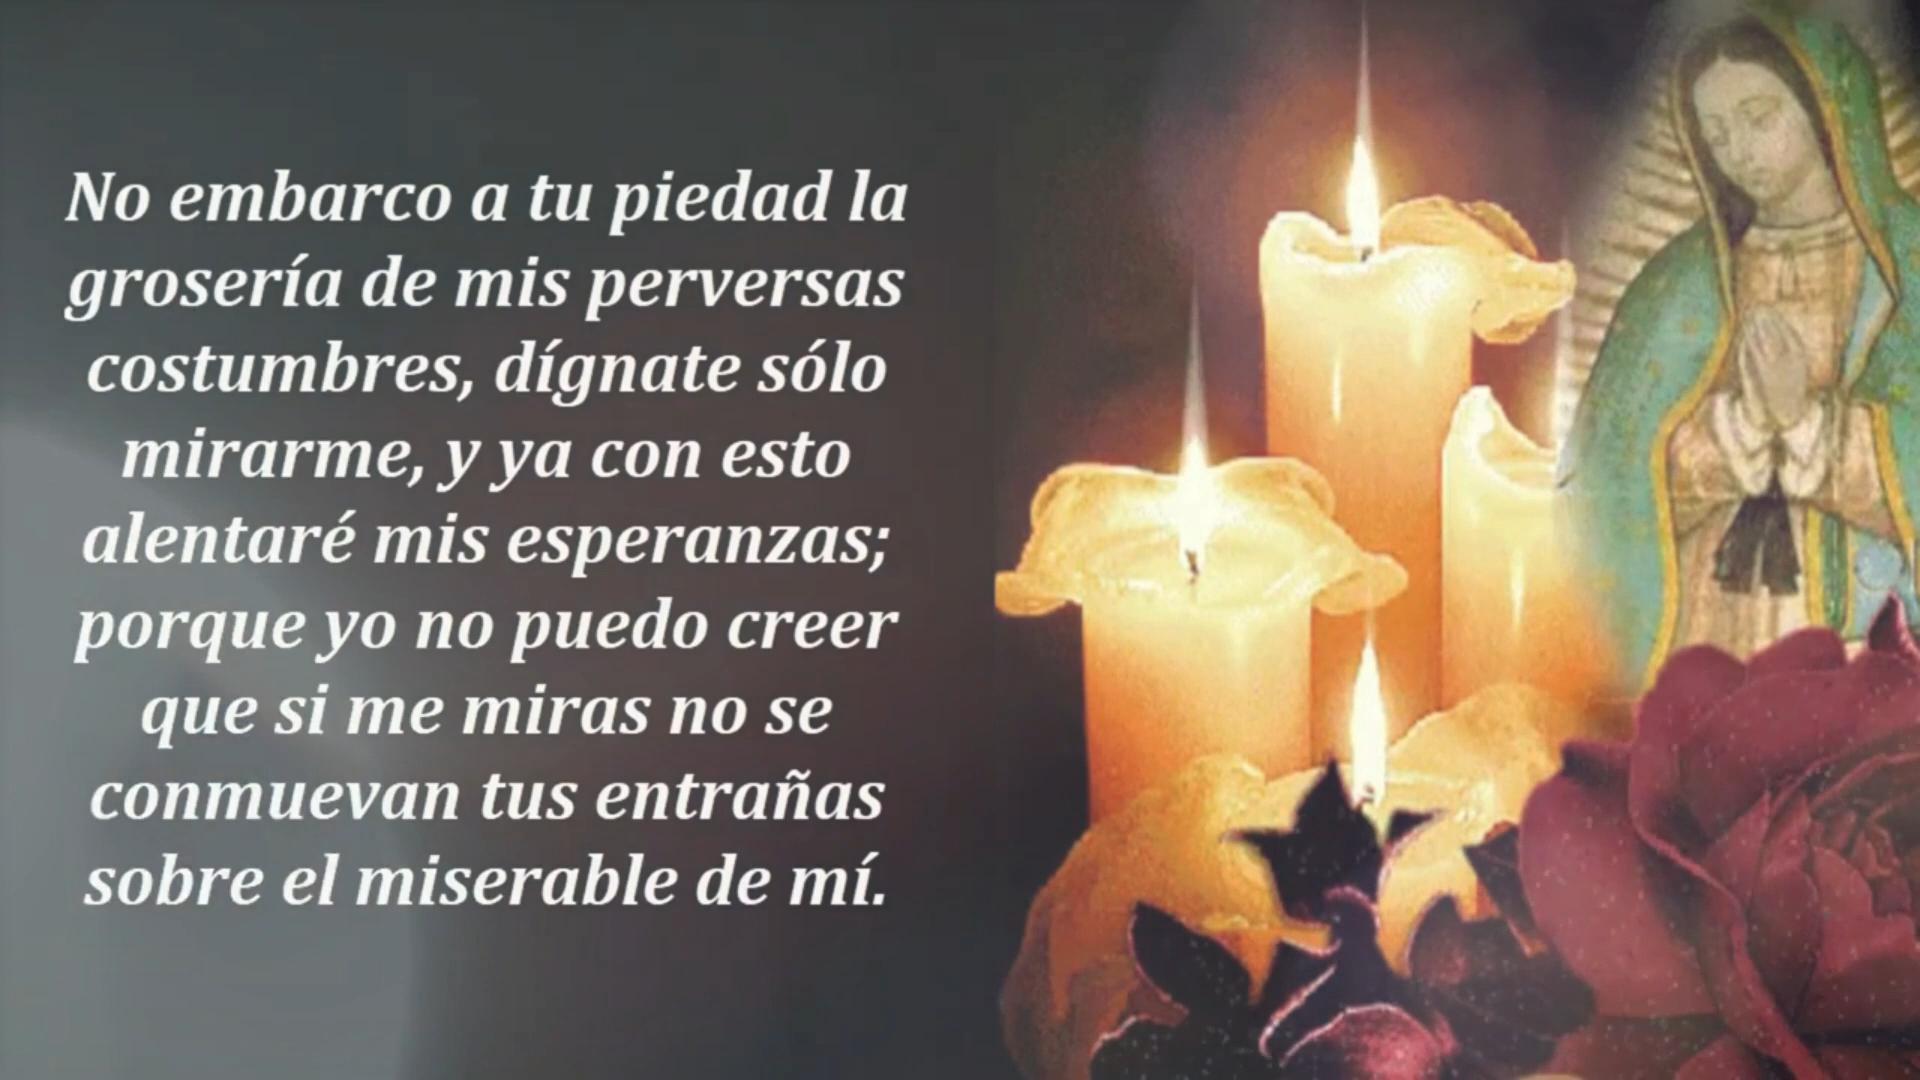 No embarco a tu piedad la
grosería de mis perversas
costumbres, dígnate sólo
mirarme, y ya con esto
alentaré mis esperanzas;
porque yo no puedo creer
que si me miras no se
conmuevan tus entrañas
sobre el miserable de mí.